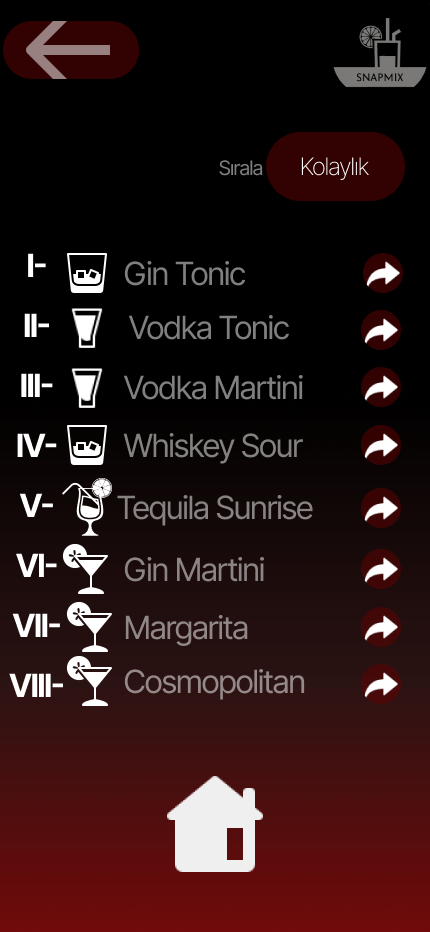 SNAPMIX
Sırala Kolaylık
I- Gin Tonic
II- Vodka Tonic
III- Vodka Martini
IV- Whiskey Sour
V- Tequila Sunrise
VI- Gin Martini
VII- Margarita
VIII- Cosmopolitan